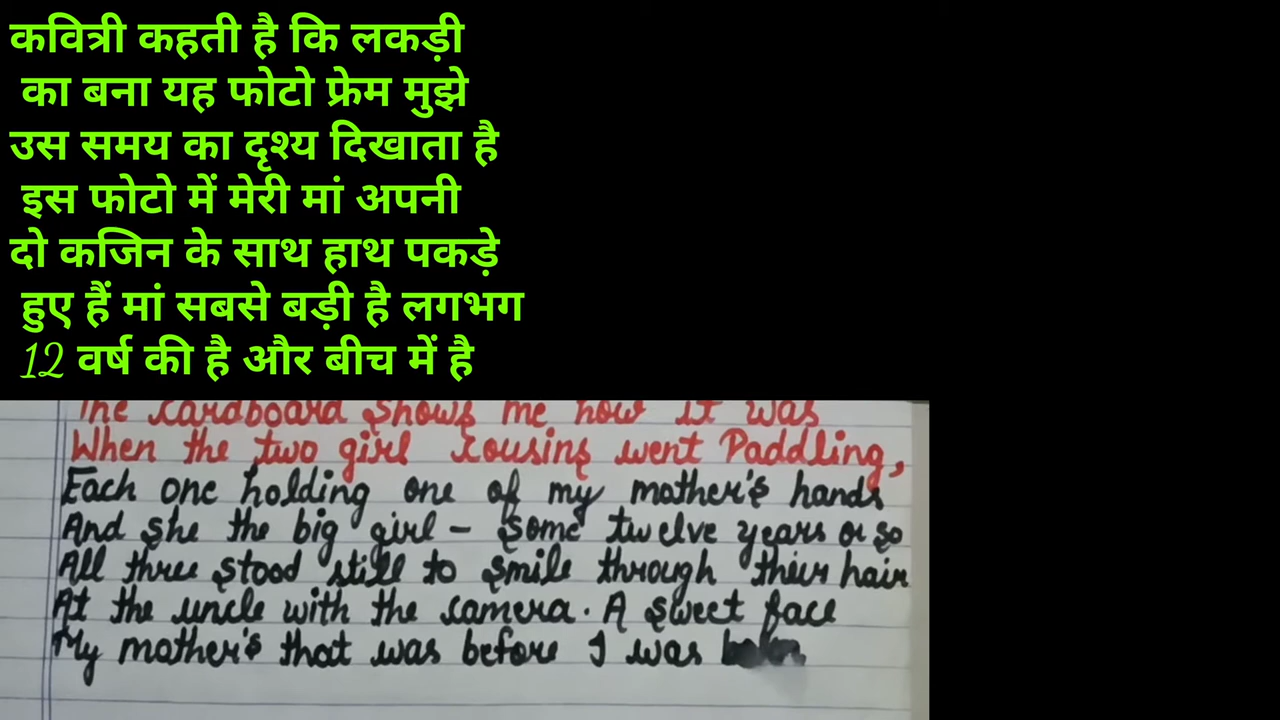 कवित्री कहती है कि लकड़ी
का बना यह फोटो फ्रेम मुझे
उस समय का दृश्य दिखाता है
इस फोटो में मेरी मां अपनी
दो कजिन के साथ हाथ पकड़े
हुए हैं मां सबसे बड़ी है लगभग
12 वर्ष की है और बीच में है
The cardboard shows me how it was
When the two girl cousins went Paddling,
Each one holding one of my mother's hands
And she the big girl - some twelve years or so
All three stood still to smile through their hair
At the uncle with the camera. A sweet face
My mother's that was before I was